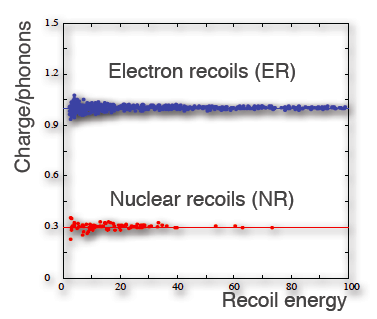 Charge/phonons
1.5
1.2
0.9
0.6
0.3
0
Electron recoils (ER)
Nuclear recoils (NR)
0 20 40 60 80 100
Recoil energy